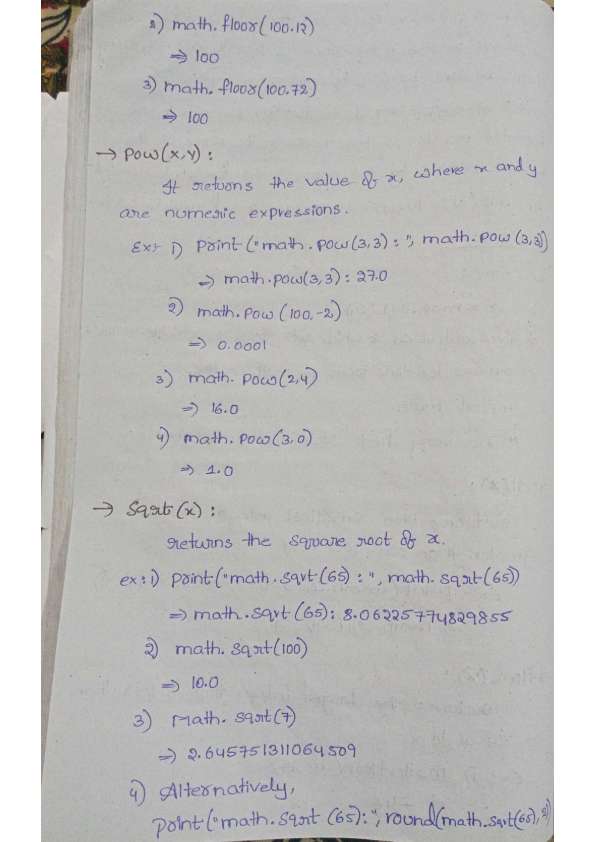 2) math.floor(100.12)
⇒ 100
3) math.floor(100.72)
⇒ 100
→ pow(x,y) :
It returns the value of x, where x and y
are numeric expressions.
Ex:- 1) print ("math.pow(3,3) : ", math.pow (3,3))
⇒ math.pow(3,3) : 27.0
2) math.pow (100,-2)
⇒ 0.0001
3) math. pow(2,4)
⇒ 16.0
4) math. pow(3,0)
⇒ 1.0
→ Sqrt(x) :
returns the square root of x.
ex: 1) print("math.sqrt(65) : ", math.sqrt(65))
⇒ math.sqrt (65): 8.06225774829855
2) math. sqrt(100)
⇒ 10.0
3) Math. sqrt(7)
⇒ 2.645751311064509
4) Alternatively,
print("math.sqrt (65):", round(math.sqrt(65),2)